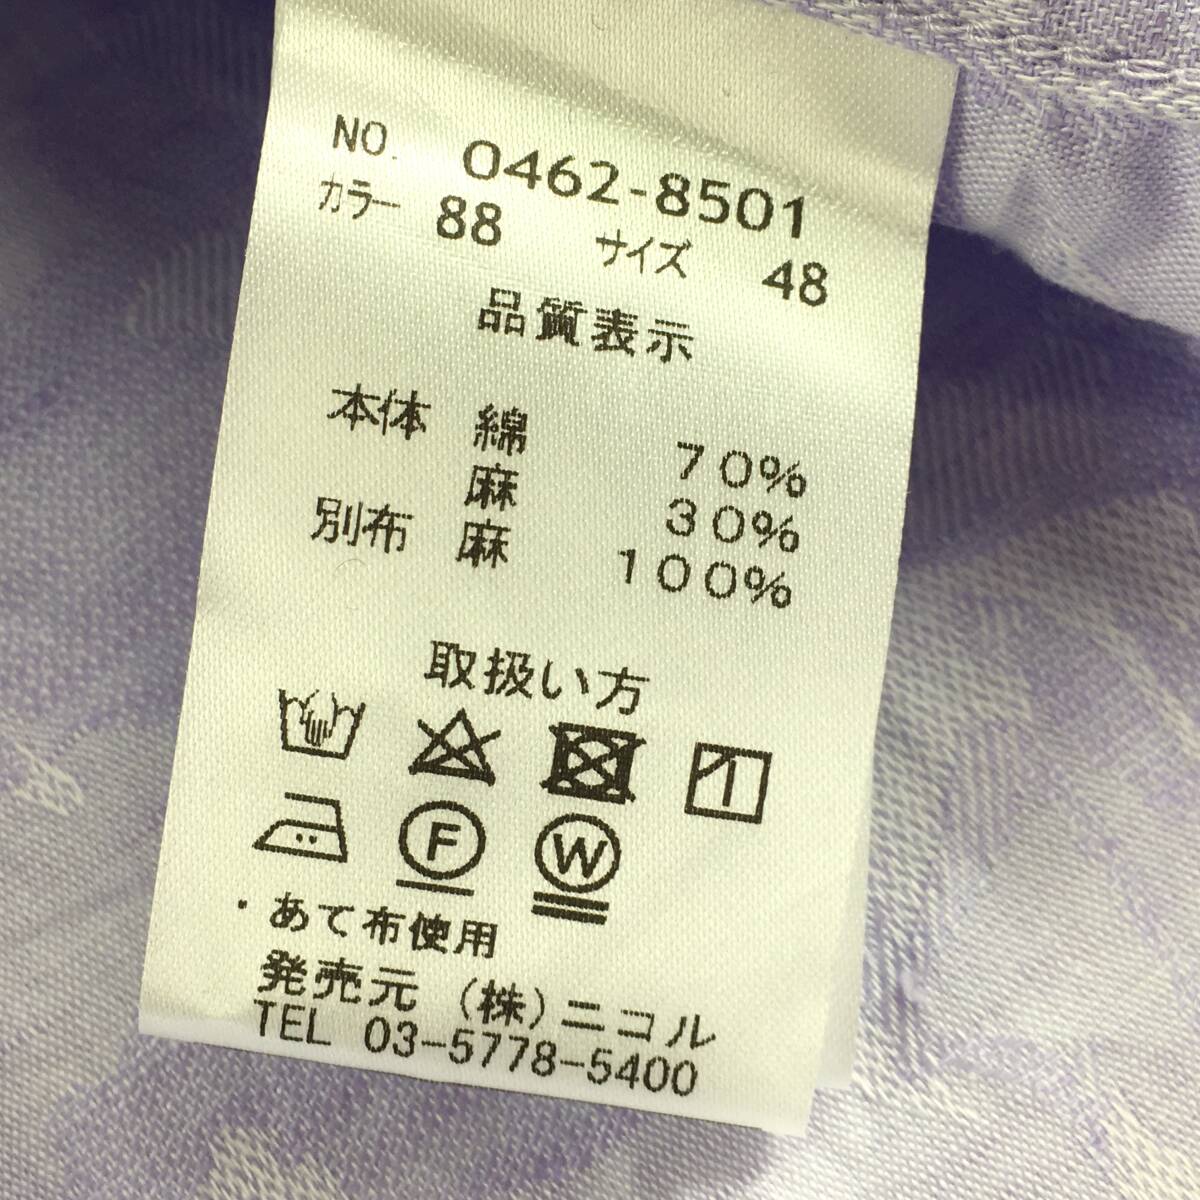 NO. 0462-8501
カラー 88 サイズ 48
品質表示
本体 綿 70%
麻 30%
別布 麻 100%
取扱い方
F W
・あて布使用
発売元 (株)ニコル
TEL 03-5778-5400